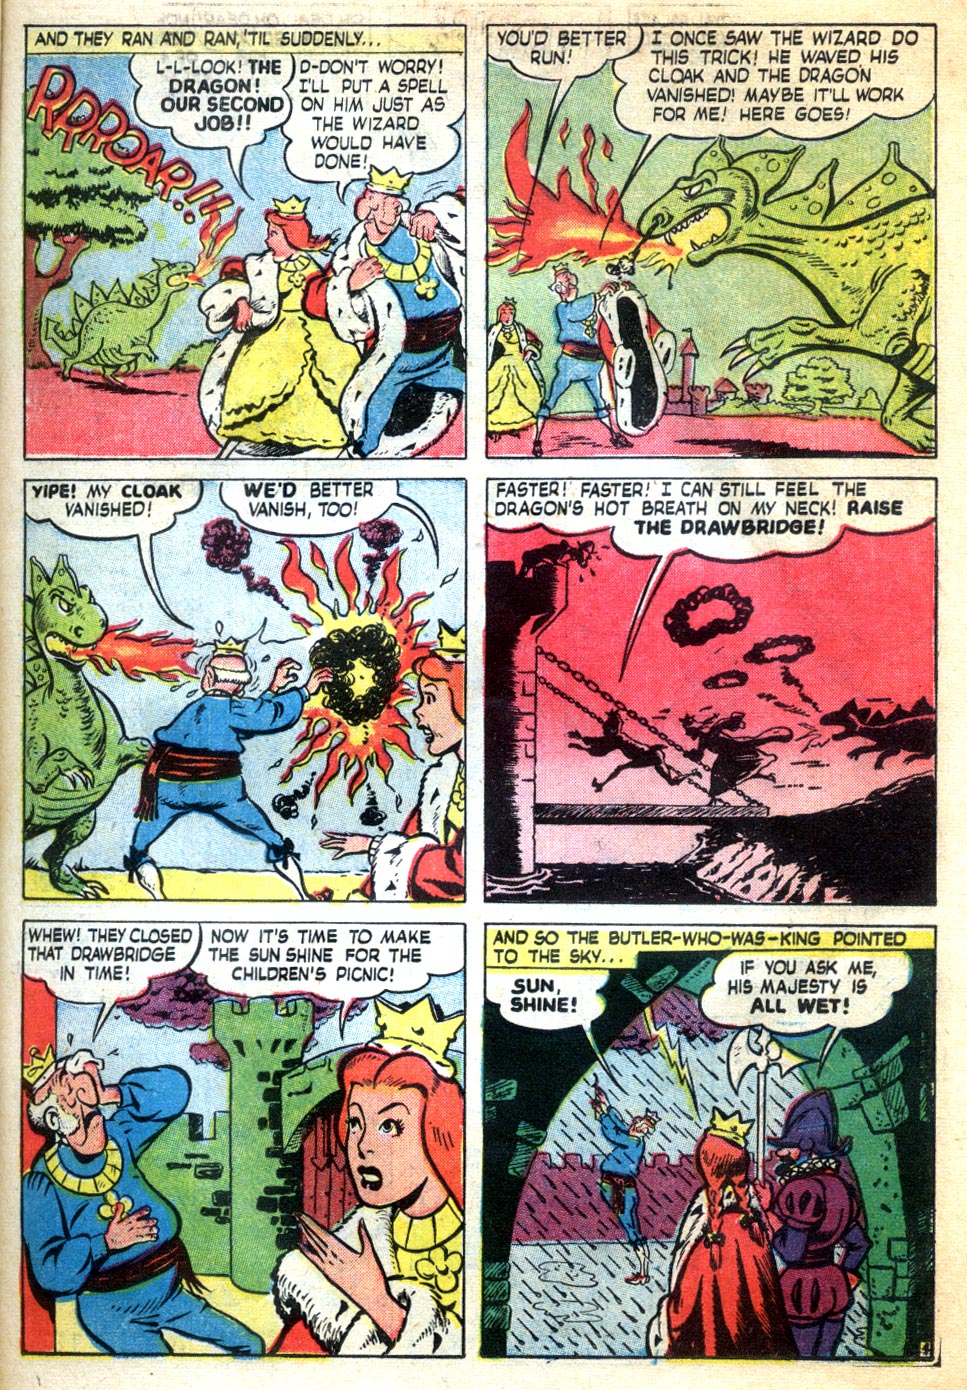 AND THEY RAN AND RAN, 'TIL SUDDENLY...
L-L-LOOK! THE
DRAGON!
OUR SECOND
JOB!!
D-DON'T WORRY!
I'LL PUT A SPELL
ON HIM JUST AS
THE WIZARD
WOULD HAVE
DONE!
RRRROAR!!!
YOU'D BETTER
RUN!
I ONCE SAW THE WIZARD DO
THIS TRICK! HE WAVED HIS
CLOAK AND THE DRAGON
VANISHED! MAYBE IT'LL WORK
FOR ME! HERE GOES!
YIPE! MY CLOAK
VANISHED!
WE'D BETTER
VANISH, TOO!
FASTER! FASTER! I CAN STILL FEEL THE
DRAGON'S HOT BREATH ON MY NECK! RAISE
THE DRAWBRIDGE!
WHEW! THEY CLOSED
THAT DRAWBRIDGE
IN TIME!
NOW IT'S TIME TO MAKE
THE SUN SHINE FOR THE
CHILDREN'S PICNIC!
AND SO THE BUTLER-WHO-WAS-KING POINTED
TO THE SKY...
SUN,
SHINE!
IF YOU ASK ME,
HIS MAJESTY IS
ALL WET!
4